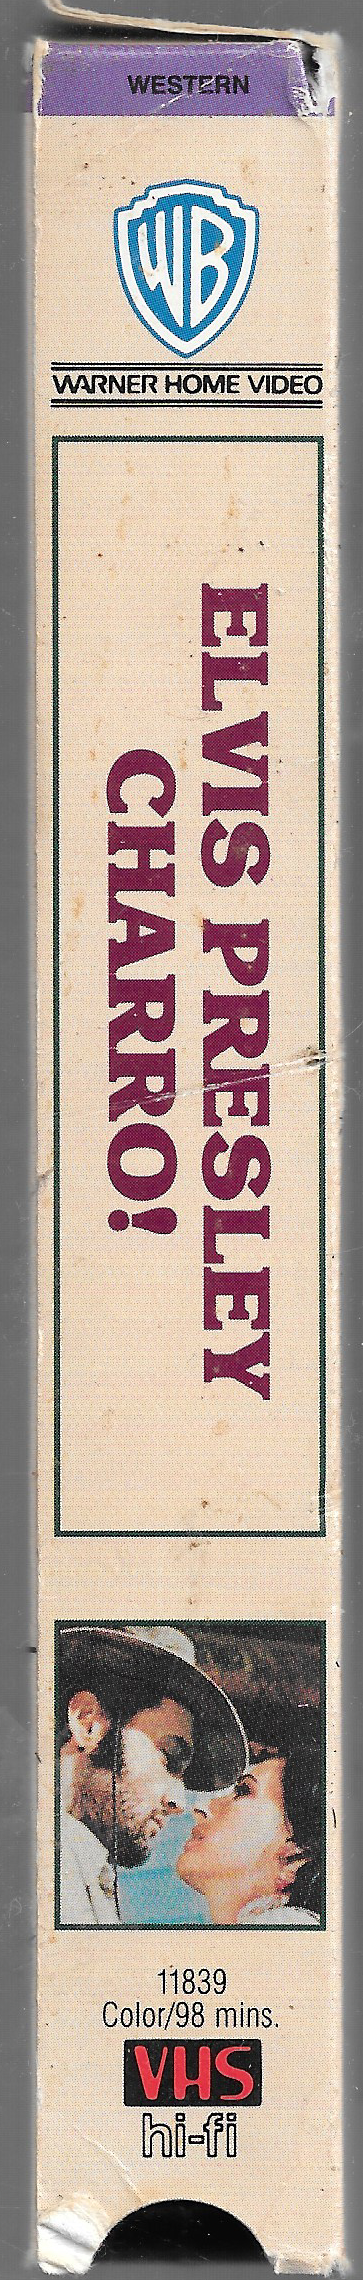 WESTERN
WB
WARNER HOME VIDEO
ELVIS PRESLEY
CHARRO!
11839
Color/98 mins.
VHS
hi-fi